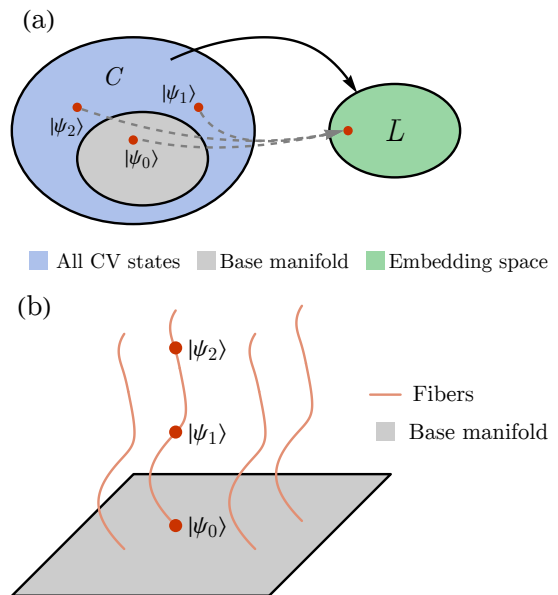 (a)
C
|ψ₁⟩
|ψ₂⟩
|ψ₀⟩
L
All CV states Base manifold Embedding space
(b)
|ψ₂⟩
|ψ₁⟩
|ψ₀⟩
Fibers
Base manifold